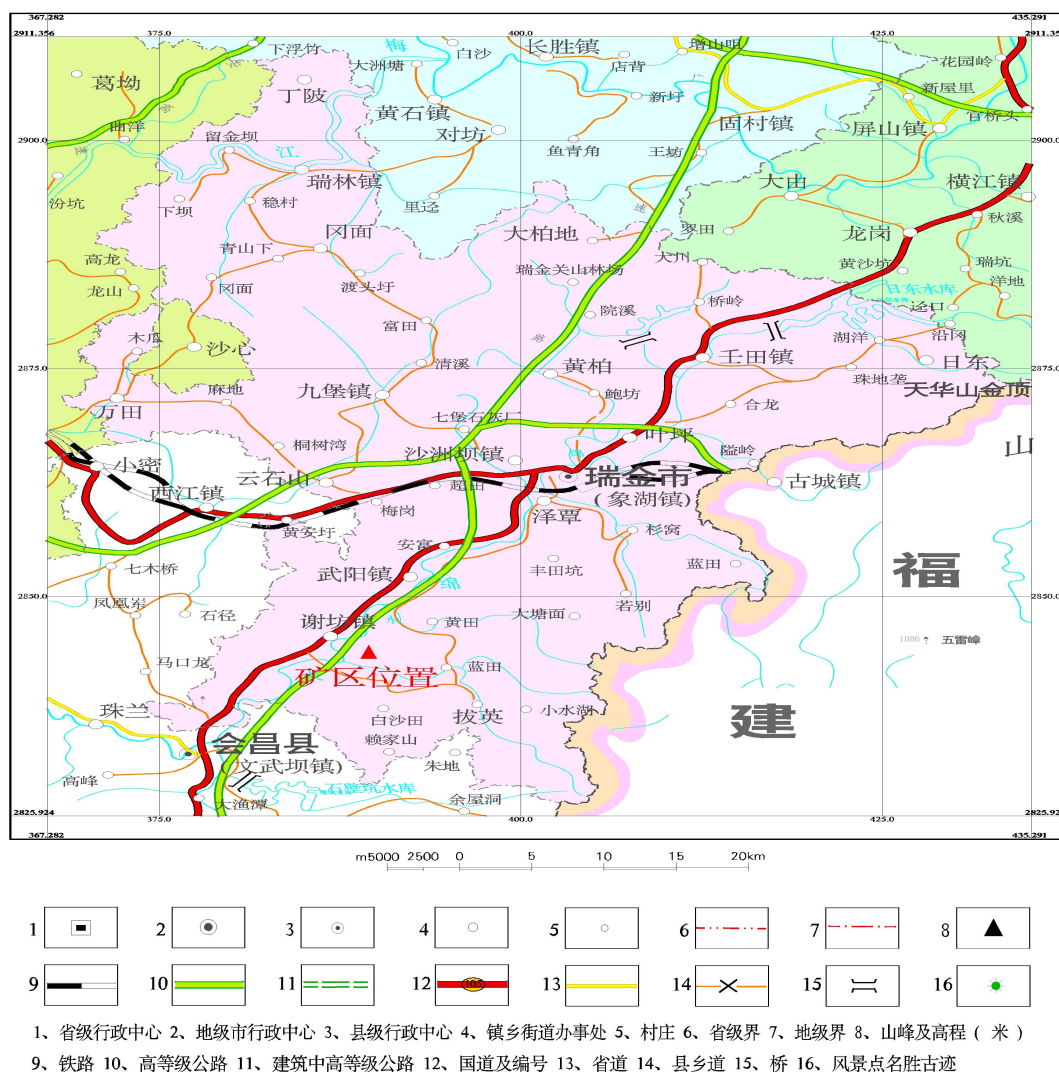 367.282 435.291
2911.356 375.0 400.0 425.0 2911.35
下浮竹 梅 白沙 长胜镇 增山咀
葛坳 大洲塘 店背 花园岭
丁陂 新圩 新屋里
黄石镇 固村镇 官桥头
曲洋 对坊 屏山镇
2900.0 留金坝 江 鱼青角 王坊 2900.0
瑞林镇 大由 横江镇
汾坑 下坝 稳村 里迳 速
冈面 大柏地 翠田 龙岗 秋溪
青山下 大川
高龙 瑞金关山林场 黄沙坑 瑞坑
龙山 冈面 渡头圩 日东水库 洋地
桥岭 迳口
富田 院溪 湖洋 沿冈
木瓜 沙心
清溪 黄柏 壬田镇 日东
2875.0 珠地垄 2875.0
麻地 九堡镇 天华山金顶
万田 鲍坊 合龙
七堡石灰厂
桐树湾 叶坪 山
小密 沙洲坝镇 隘岭
云石山 瑞金市 古城镇
西江镇 超田 (象湖镇)
梅岗 泽覃
黄安圩 杉窝
安富 福
七木桥 武阳镇 绵 丰田坑 蓝田
2850.0 凤凰岽 若别 2850.0
石径 大塘面
谢坊镇 水 黄田
1086 五雷嶂
马口龙 矿区位置 蓝田
珠兰 白沙田 拔英 小水湖 建
会昌县 赖家山
(文武坝镇) 朱地
高峰 石壁坑水库
大渔潭 余屋洞
2825.924 375.0 400.0 425.0 2825.92
367.282 435.291
m5000 2500 0 5 10 15 20km
1 2 3 4 5 6 7 8
9 10 11 12 105 13 14 15 16
1、省级行政中心 2、地级市行政中心 3、县级行政中心 4、镇乡街道办事处 5、村庄 6、省级界 7、地级界 8、山峰及高程(米)
9、铁路 10、高等级公路 11、建筑中高等级公路 12、国道及编号 13、省道 14、县乡道 15、桥 16、风景点名胜古迹